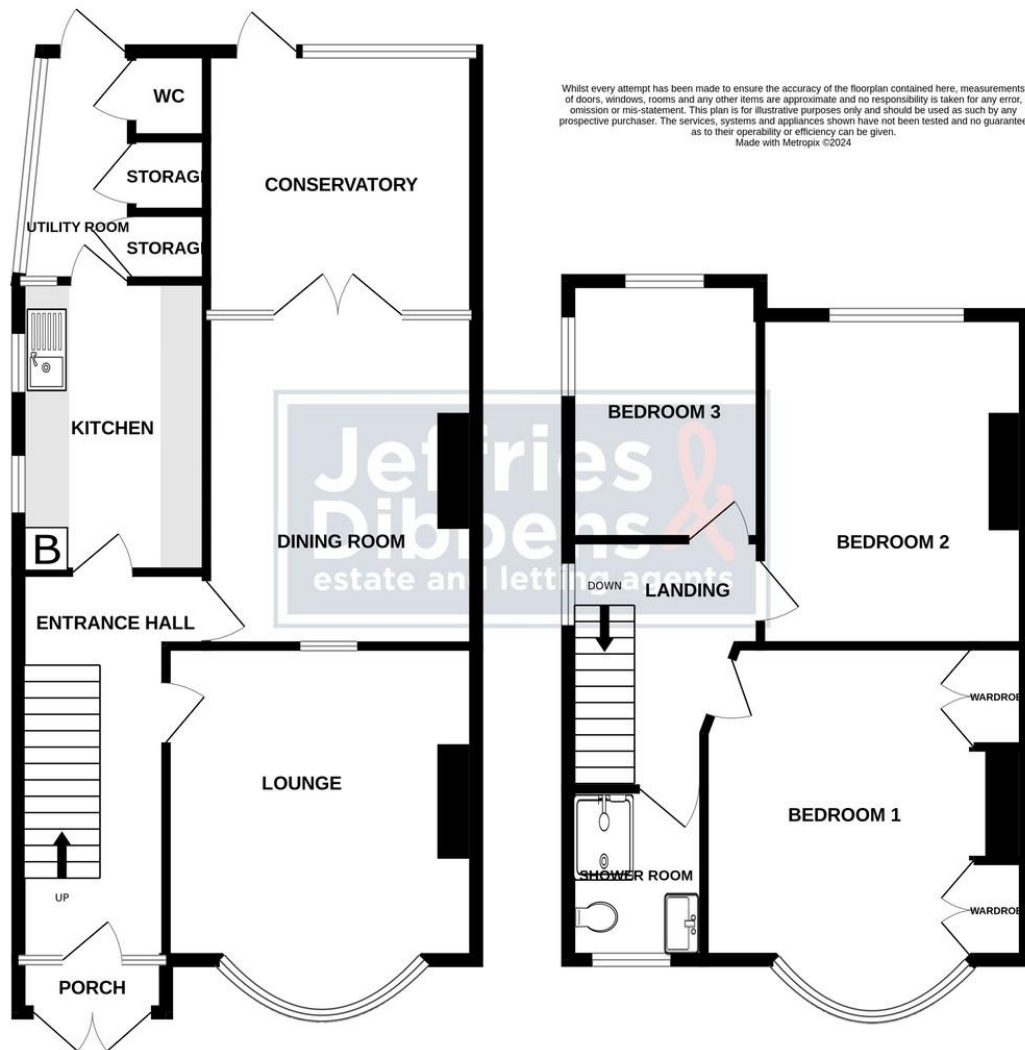 Whilst every attempt has been made to ensure the accuracy of the floorplan contained here, measurements
of doors, windows, rooms and any other items are approximate and no responsibility is taken for any error,
omission or mis-statement. This plan is for illustrative purposes only and should be used as such by any
prospective purchaser. The services, systems and appliances shown have not been tested and no guarantee
as to their operability or efficiency can be given.
Made with Metropix ©2024
WC
STORAGE
CONSERVATORY
UTILITY ROOM
STORAGE
KITCHEN
B
DINING ROOM
ENTRANCE HALL
LOUNGE
UP
PORCH
BEDROOM 3
BEDROOM 2
DOWN
LANDING
WARDROBE
BEDROOM 1
SHOWER ROOM
WARDROBE
Jeffries &
Dibbens
estate and letting agents